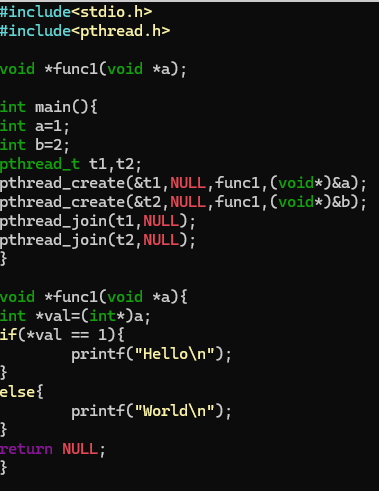 #include<stdio.h>
#include<pthread.h>

void *func1(void *a);

int main(){
int a=1;
int b=2;
pthread_t t1,t2;
pthread_create(&t1,NULL,func1,(void*)&a);
pthread_create(&t2,NULL,func1,(void*)&b);
pthread_join(t1,NULL);
pthread_join(t2,NULL);
}

void *func1(void *a){
int *val=(int*)a;
if(*val == 1){
        printf("Hello\n");
}
else{
        printf("World\n");
}
return NULL;
}